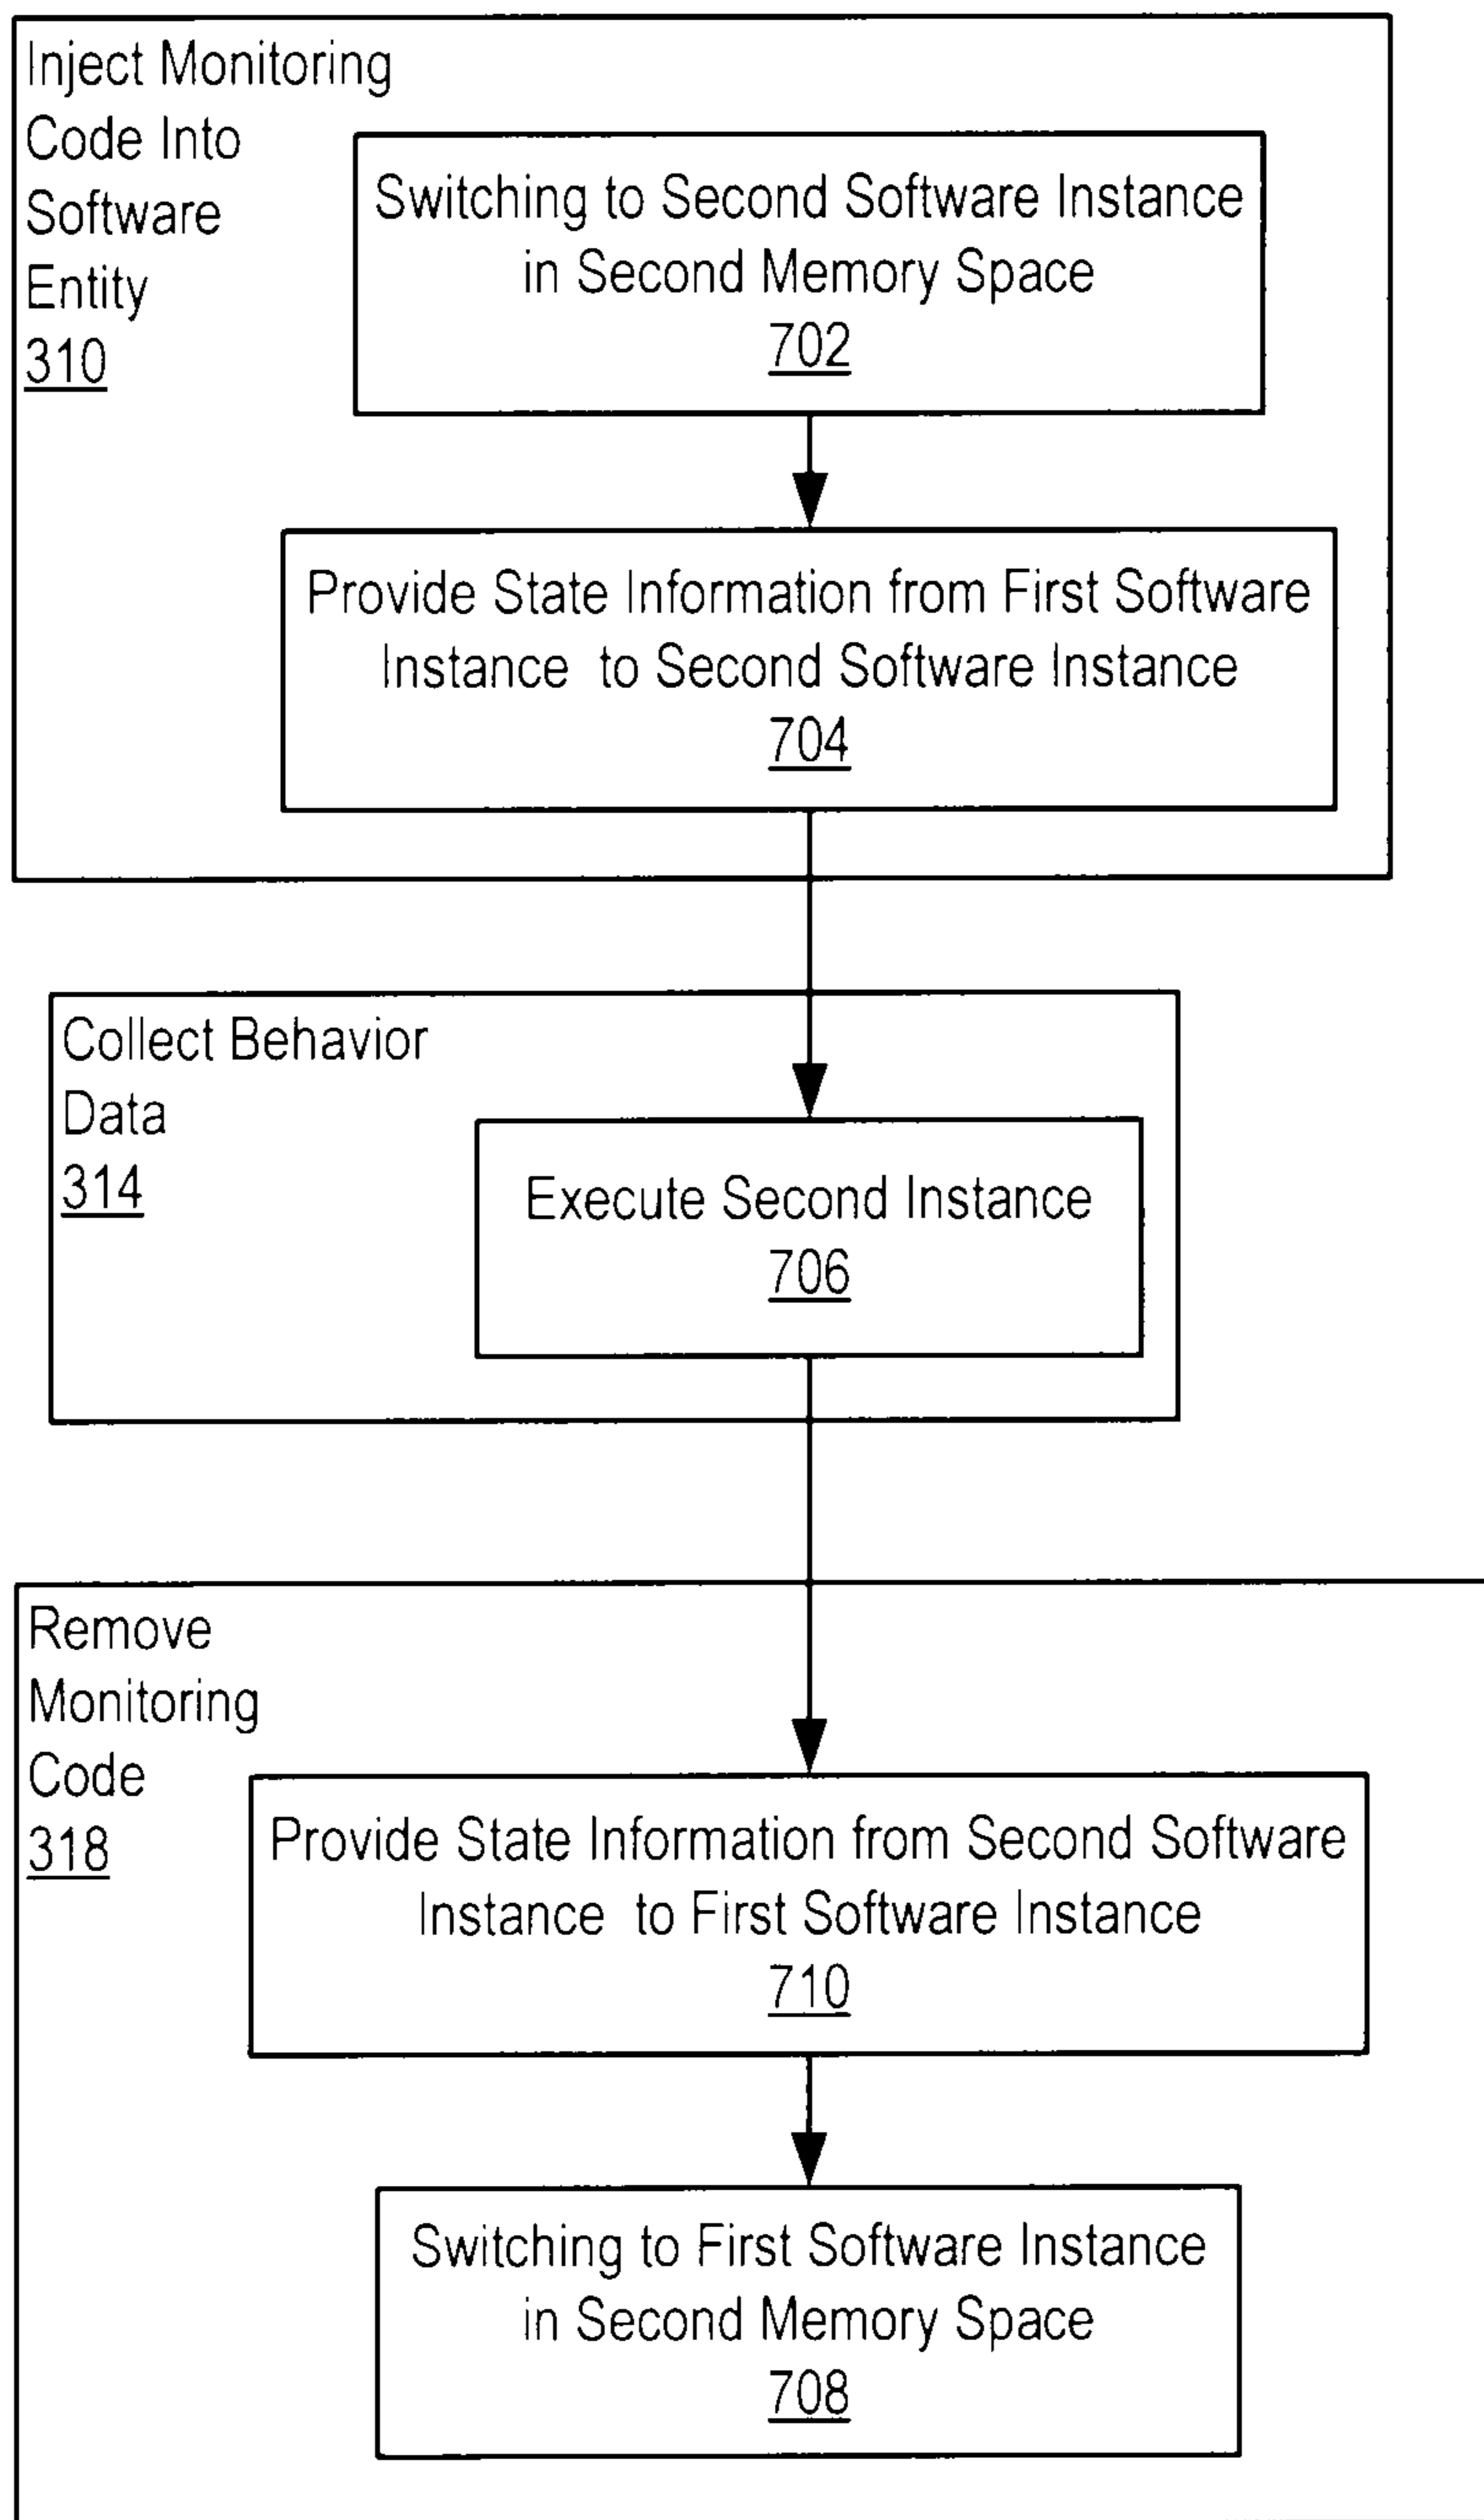 Inject Monitoring
Code Into
Software
Entity
310
Switching to Second Software Instance
in Second Memory Space
702
Provide State Information from First Software
Instance to Second Software Instance
704
Collect Behavior
Data
314
Execute Second Instance
706
Remove
Monitoring
Code
318
Provide State Information from Second Software
Instance to First Software Instance
710
Switching to First Software Instance
in Second Memory Space
708